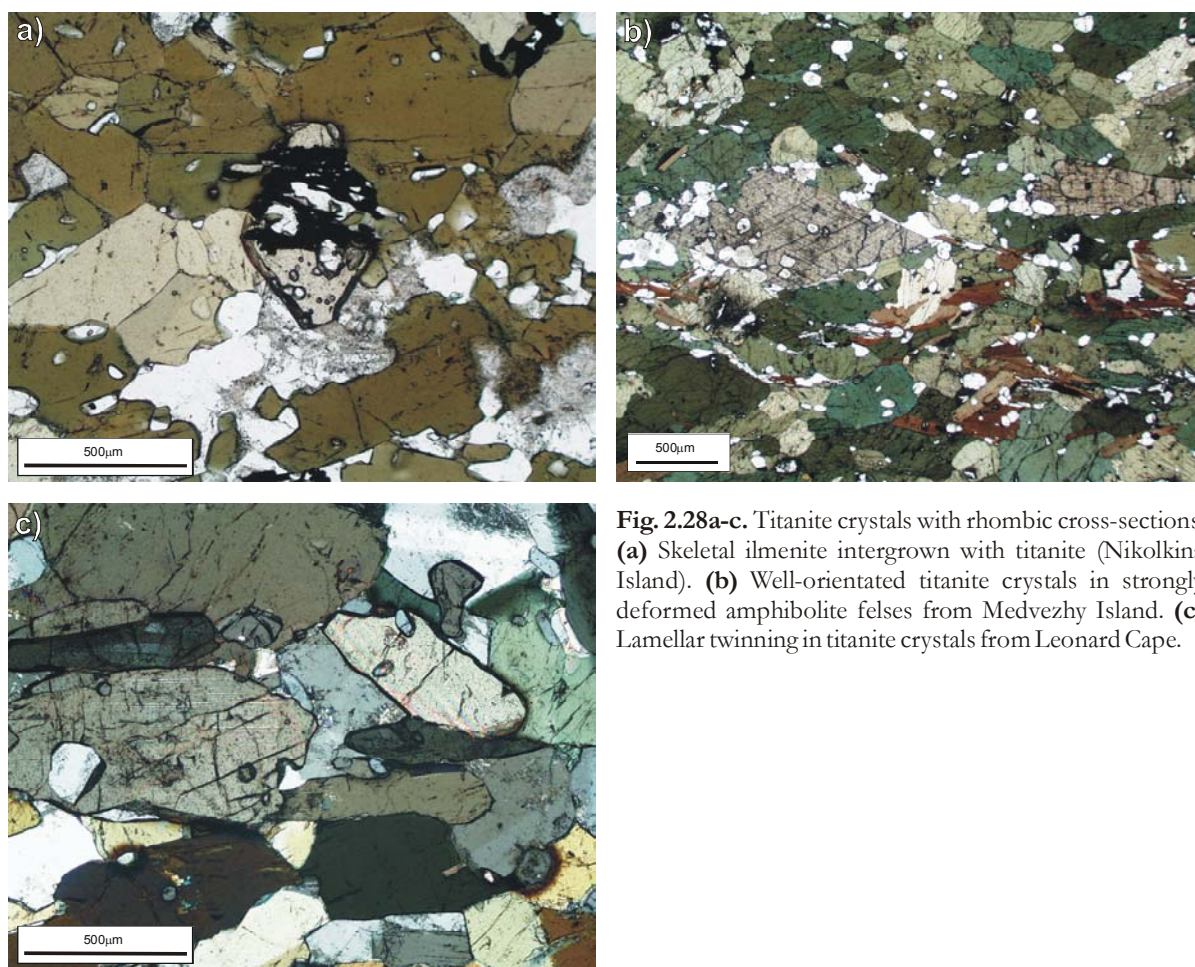 a)
b)
500µm
500µm
c)
500µm
Fig. 2.28a-c. Titanite crystals with rhombic cross-sections
(a) Skeletal ilmenite intergrown with titanite (Nikolkina
Island). (b) Well-orientated titanite crystals in strongly
deformed amphibolite felses from Medvezhy Island. (c
Lamellar twinning in titanite crystals from Leonard Cape.